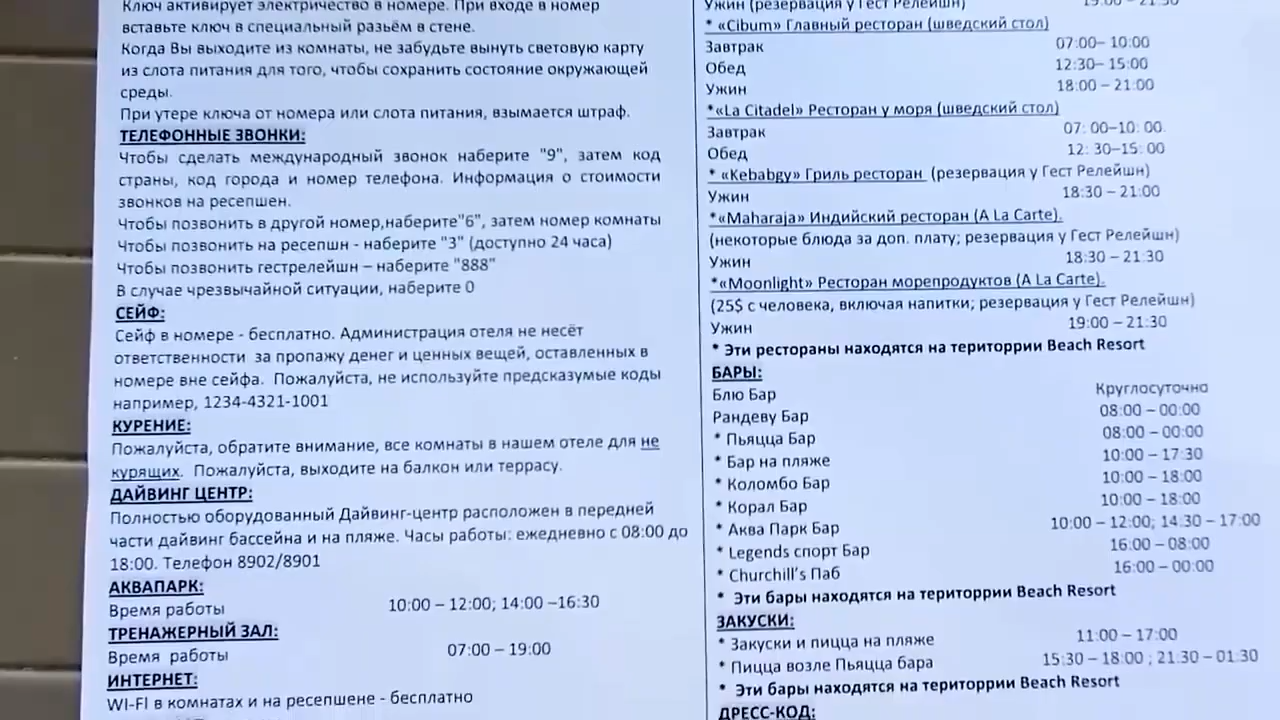 Ключ активирует электричество в номере. При входе в номер
вставьте ключ в специальный разьём в стене.
Когда Вы выходите из комнаты, не забудьте вынуть световую карту
из слота питания для того, чтобы сохранить состояние окружающей
среды.
При утере ключа от номера или слота питания, взымается штраф.
ТЕЛЕФОННЫЕ ЗВОНКИ:
Чтобы сделать международный звонок наберите "9", затем код
страны, код города и номер телефона. Информация о стоимости
звонков на ресепшен.
Чтобы позвонить в другой номер,наберите"6", затем номер комнаты
Чтобы позвонить на ресепшн - наберите "3" (доступно 24 часа)
Чтобы позвонить гестрелейшн – наберите "888"
В случае чрезвычайной ситуации, наберите 0
СЕЙФ:
Сейф в номере - бесплатно. Администрация отеля не несёт
ответственности за пропажу денег и ценных вещей, оставленных в
номере вне сейфа. Пожалуйста, не используйте предсказумые коды
например, 1234-4321-1001
КУРЕНИЕ:
Пожалуйста, обратите внимание, все комнаты в нашем отеле для не
курящих. Пожалуйста, выходите на балкон или террасу.
ДАЙВИНГ ЦЕНТР:
Полностью оборудованный Дайвинг-центр расположен в передней
части дайвинг бассейна и на пляже. Часы работы: ежедневно с 08:00 до
18:00. Телефон 8902/8901
АКВАПАРК:
Время работы 10:00 – 12:00; 14:00 –16:30
ТРЕНАЖЕРНЫЙ ЗАЛ:
Время работы 07:00 – 19:00
ИНТЕРНЕТ:
WI-FI в комнатах и на ресепшене - бесплатно
Ужин (резервация у Гест Релейшн) 19:00 – 21:30
* «Cibum» Главный ресторан (шведский стол)
Завтрак 07:00– 10:00
Обед 12:30– 15:00
Ужин 18:00 – 21:00
*«La Citadel» Ресторан у моря (шведский стол)
Завтрак 07: 00–10: 00.
Обед 12: 30–15: 00
* «Kebabgy» Гриль ресторан (резервация у Гест Релейшн)
Ужин 18:30 – 21:00
*«Maharaja» Индийский ресторан (A La Carte).
(некоторые блюда за доп. плату; резервация у Гест Релейшн)
Ужин 18:30 – 21:30
*«Moonlight» Ресторан морепродуктов (A La Carte).
(25$ с человека, включая напитки; резервация у Гест Релейшн)
Ужин 19:00 – 21:30
* Эти рестораны находятся на територрии Beach Resort
БАРЫ:
Блю Бар Круглосуточно
Рандеву Бар 08:00 – 00:00
* Пьяцца Бар 08:00 – 00:00
* Бар на пляже 10:00 – 17:30
* Коломбо Бар 10:00 – 18:00
* Корал Бар 10:00 – 18:00
* Аква Парк Бар 10:00 – 12:00; 14:30 – 17:00
* Legends спорт Бар 16:00 – 08:00
* Churchill’s Паб 16:00 – 00:00
* Эти бары находятся на територрии Beach Resort
ЗАКУСКИ:
* Закуски и пицца на пляже 11:00 – 17:00
* Пицца возле Пьяцца бара 15:30 – 18:00 ; 21:30 – 01:30
* Эти бары находятся на територрии Beach Resort
ДРЕСС-КОД: